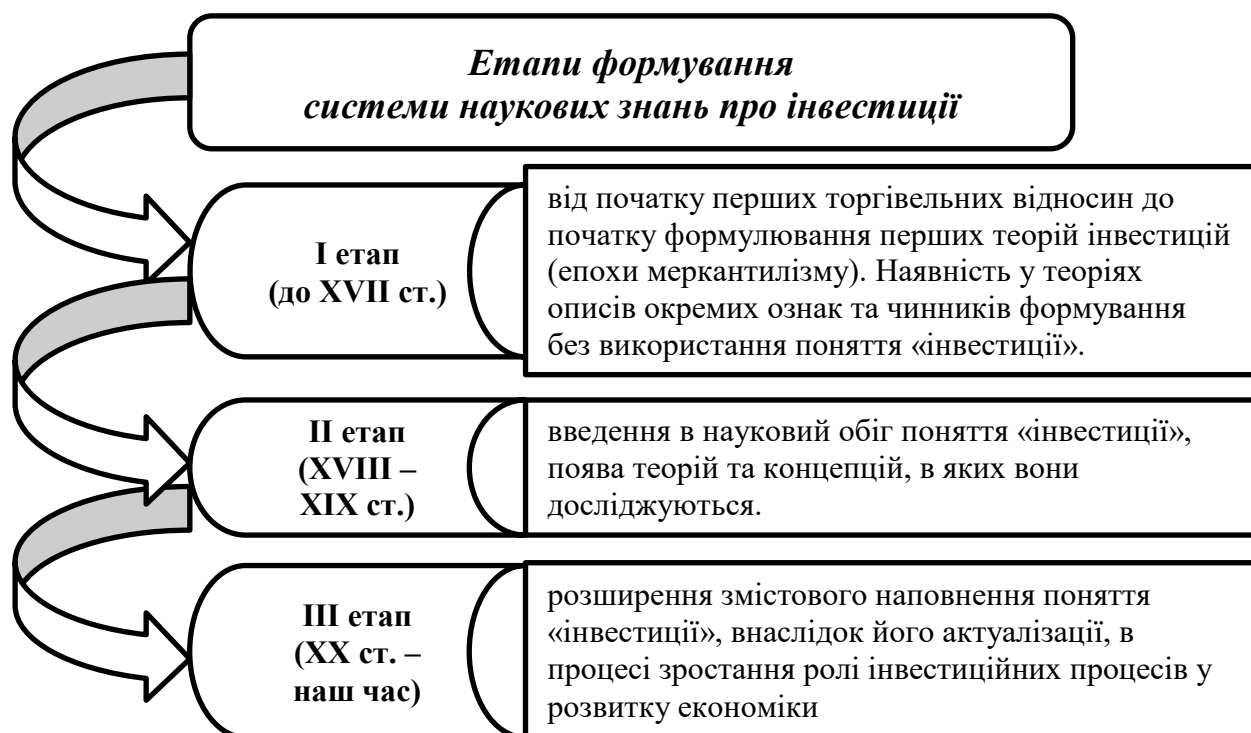 Етапи формування
системи наукових знань про інвестиції
І етап
(до XVII ст.)
від початку перших торгівельних відносин до
початку формулювання перших теорій інвестицій
(епохи меркантилізму). Наявність у теоріях
описів окремих ознак та чинників формування
без використання поняття «інвестиції».
ІІ етап
(XVIII –
XIX ст.)
введення в науковий обіг поняття «інвестиції»,
поява теорій та концепцій, в яких вони
досліджуються.
ІІІ етап
(XX ст. –
наш час)
розширення змістового наповнення поняття
«інвестиції», внаслідок його актуалізації, в
процесі зростання ролі інвестиційних процесів у
розвитку економіки